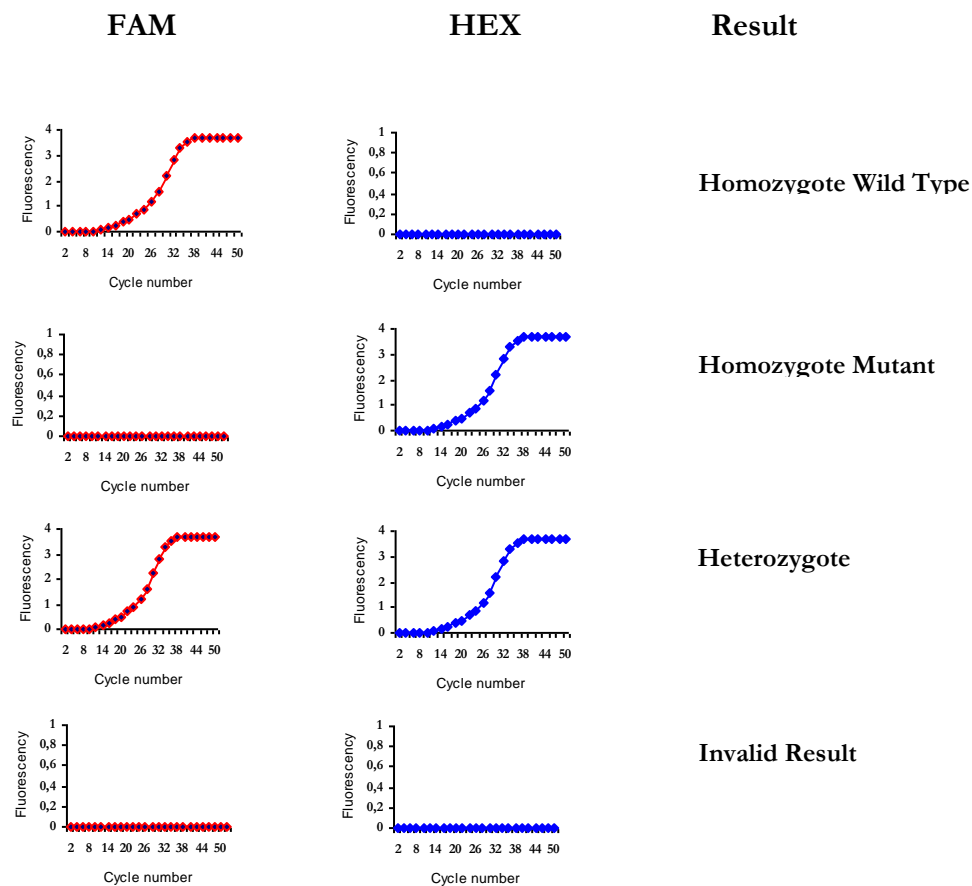 FAM HEX Result
4
3
2
1
0
Fluorescency
2 8 14 20 26 32 38 44 50
Cycle number
1
0,8
0,6
0,4
0,2
0
Fluorescency
2 8 14 20 26 32 38 44 50
Cycle number
Homozygote Wild Type
1
0,8
0,6
0,4
0,2
0
Fluorescency
2 8 14 20 26 32 38 44 50
Cycle number
4
3
2
1
0
Fluorescency
2 8 14 20 26 32 38 44 50
Cycle number
Homozygote Mutant
4
3
2
1
0
Fluorescency
2 8 14 20 26 32 38 44 50
Cycle number
4
3
2
1
0
Fluorescency
2 8 14 20 26 32 38 44 50
Cycle number
Heterozygote
1
0,8
0,6
0,4
0,2
0
Fluorescency
2 8 14 20 26 32 38 44 50
Cycle number
1
0,8
0,6
0,4
0,2
0
Fluorescency
2 8 14 20 26 32 38 44 50
Cycle number
Invalid Result